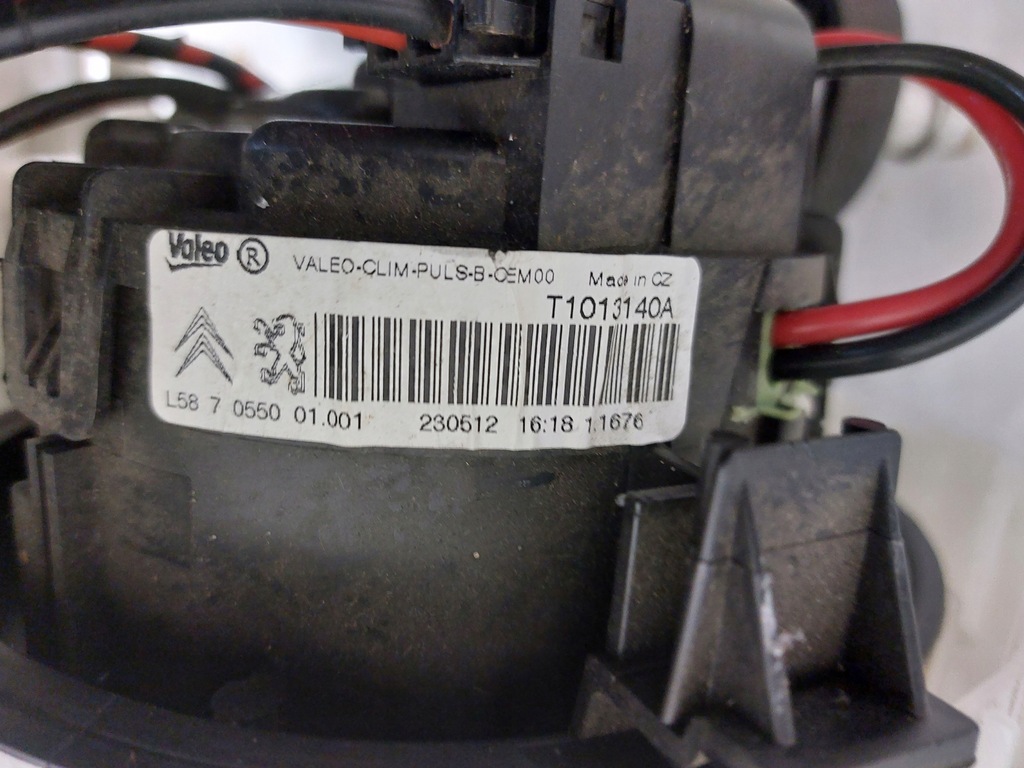 Valeo ® VALEO-CLIM-PULS-B-OEM00 Made in CZ
T1013140A
L58 7 0550 01.001 230512 16:18 1.1676